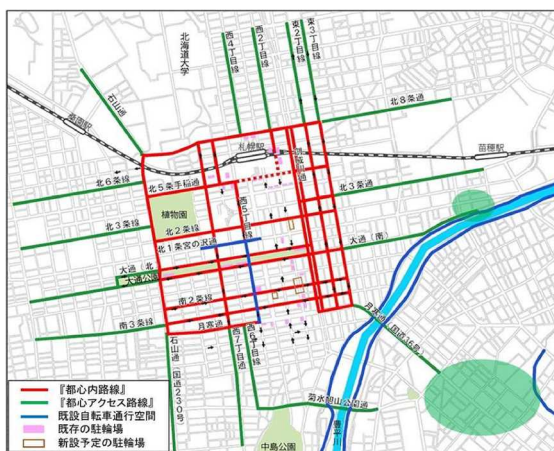 北海道大学
西4丁目線
西2丁目線
東2丁目線
東3丁目線
石山通
桑園駅
北8条通
札幌駅
苗穂駅
北6条線
北5条手稲通
西5丁目線
北3条通
植物園
北3条線
北2条線
北1条宮の沢通
大通(南)
大通(北
大通公園
南2条線
南3条線
月寒通
月寒通(国道36号)
石山通(国道230号)
西7丁目線
菊水旭山公園通
中島公園
豊平川
『都心内路線』
『都心アクセス路線』
既設自転車通行空間
既存の駐輪場
新設予定の駐輪場